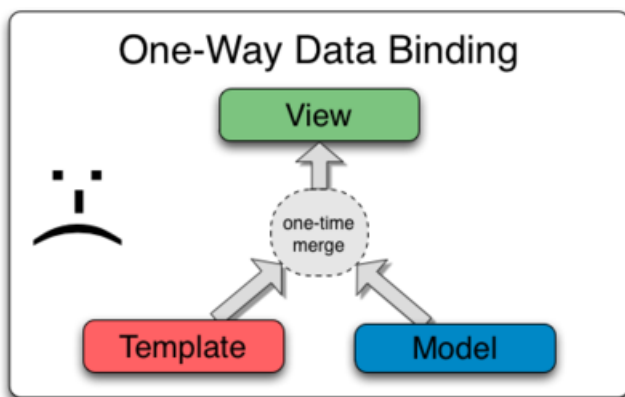 One-Way Data Binding
View
one-time
merge
Template
Model